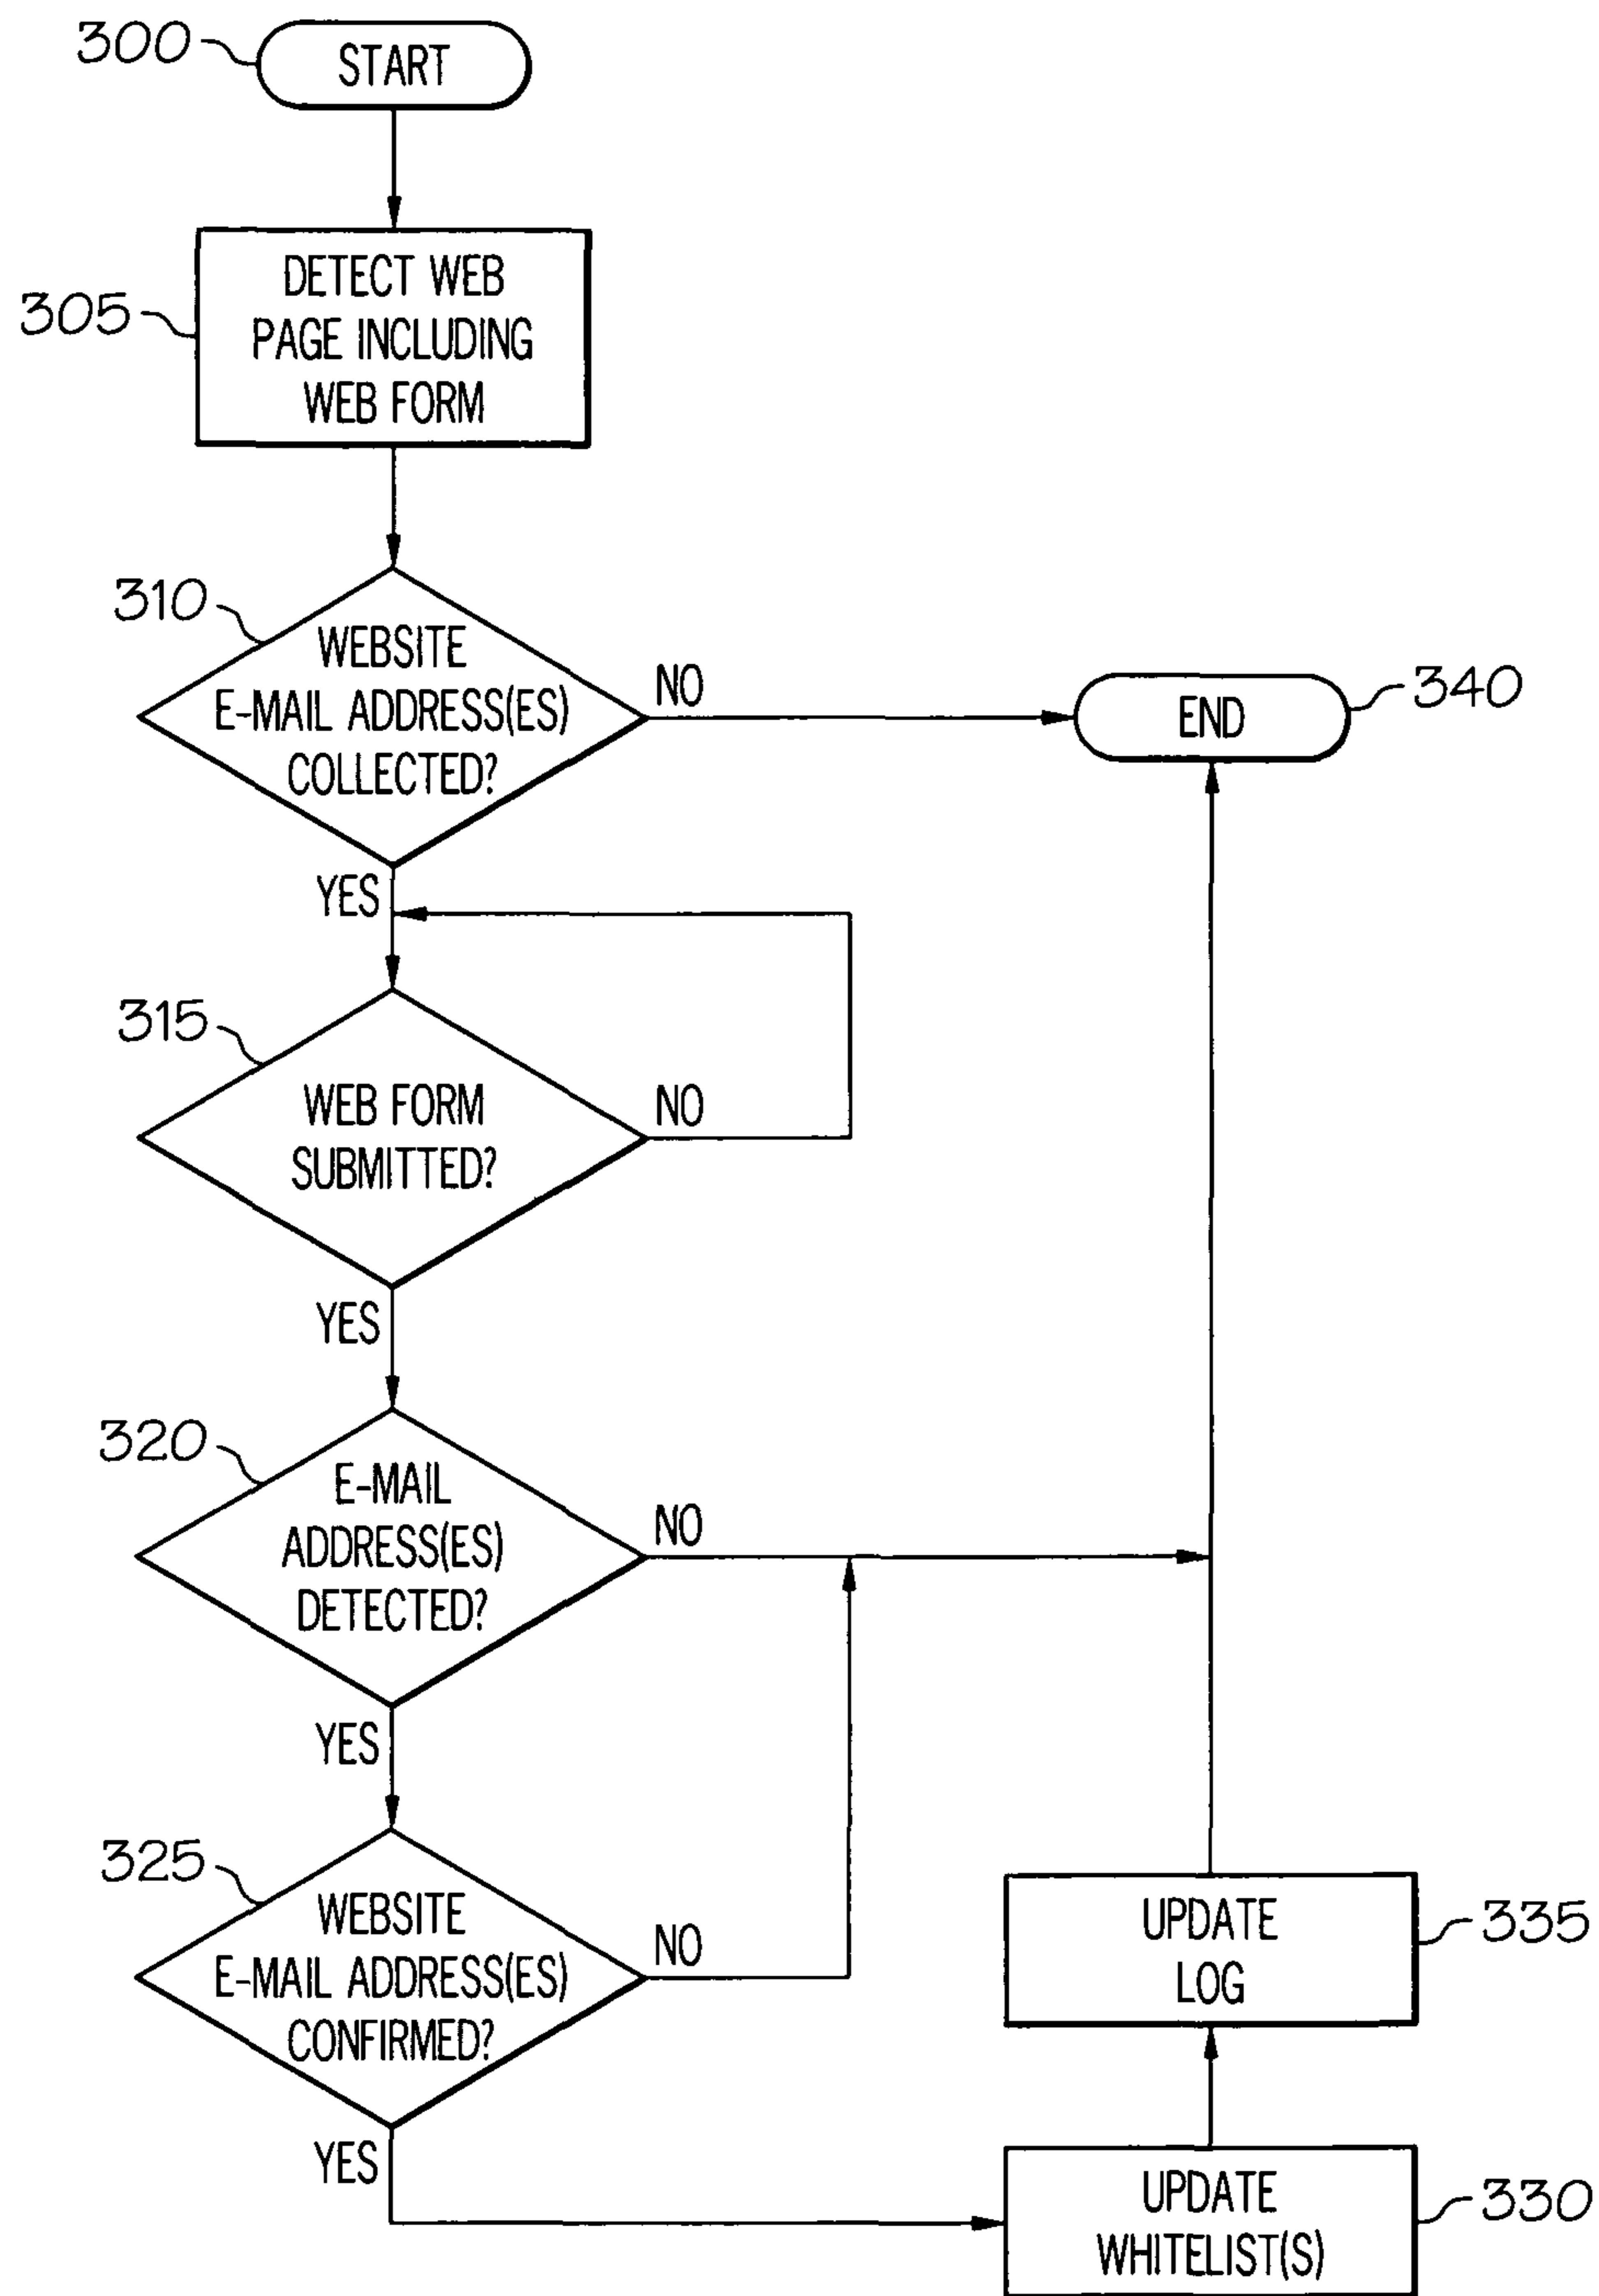 300
START
305
DETECT WEB
PAGE INCLUDING
WEB FORM
310
WEBSITE
E-MAIL ADDRESS(ES)
COLLECTED?
NO
END
340
YES
315
WEB FORM
SUBMITTED?
NO
YES
320
E-MAIL
ADDRESS(ES)
DETECTED?
NO
YES
325
WEBSITE
E-MAIL ADDRESS(ES)
CONFIRMED?
NO
UPDATE
LOG
335
YES
UPDATE
WHITELIST(S)
330